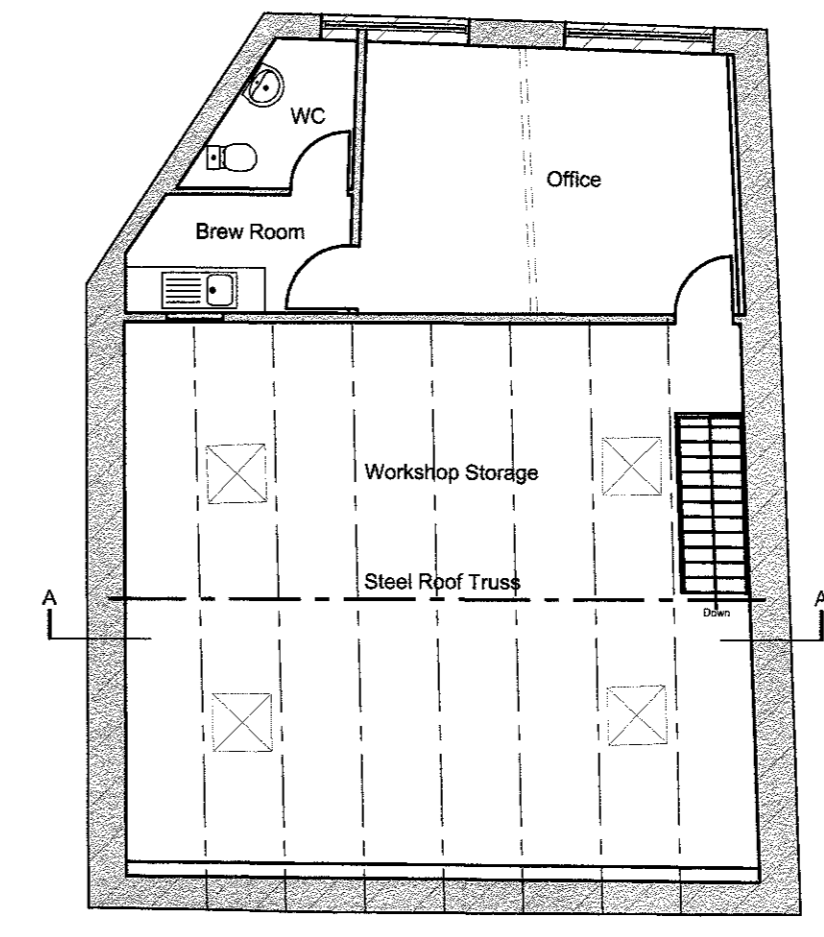 WC
Office
Brew Room
Workshop Storage
Steel Roof Truss
A
A
Down